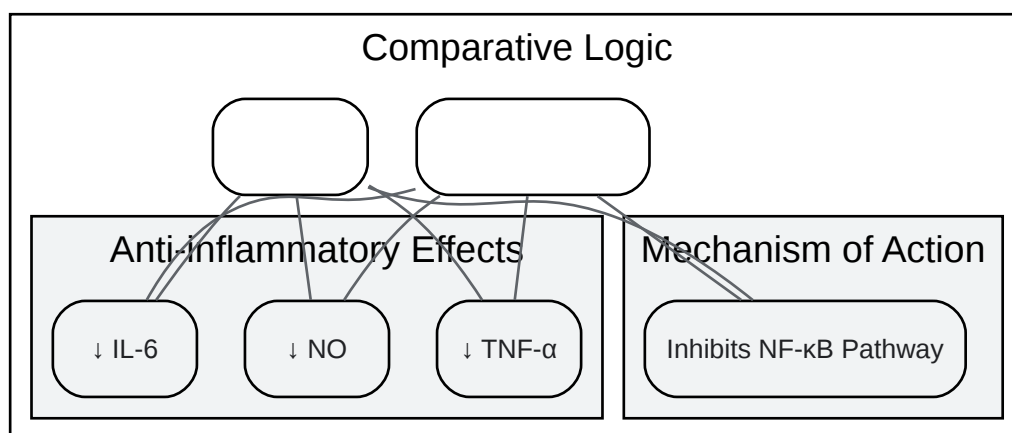 Comparative Logic
Anti-inflammatory Effects
Mechanism of Action
↓ IL-6
↓ NO
↓ TNF-α
Inhibits NF-κB Pathway